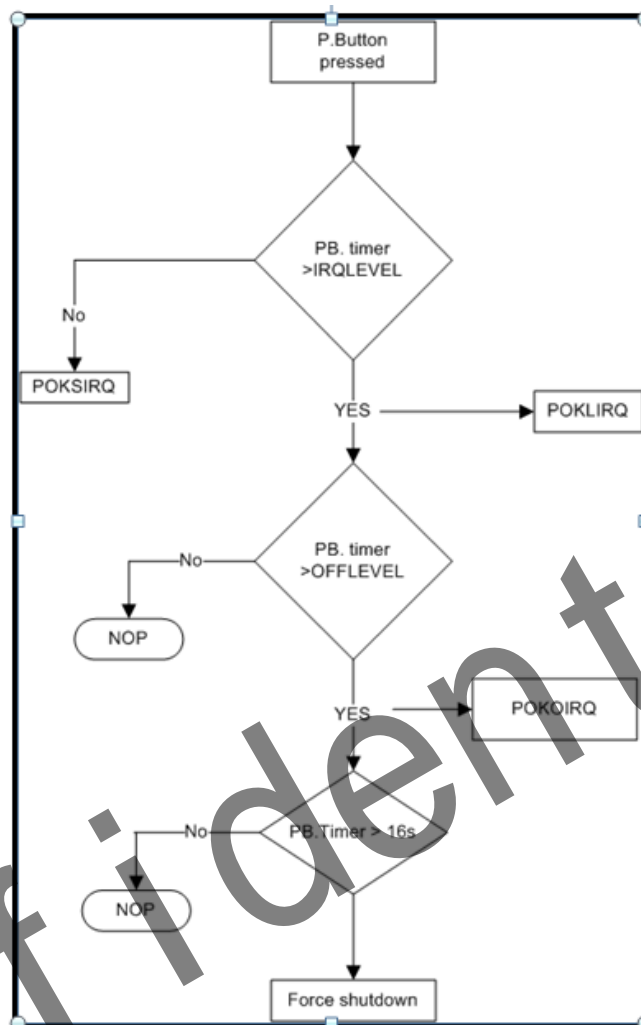 P.Button
pressed
PB. timer
>IRQLEVEL
No
POKSIRQ
YES
POKLIRQ
PB. timer
>OFFLEVEL
No
NOP
YES
POKOIRQ
No
PB.Timer > 16s
NOP
Force shutdown
fident